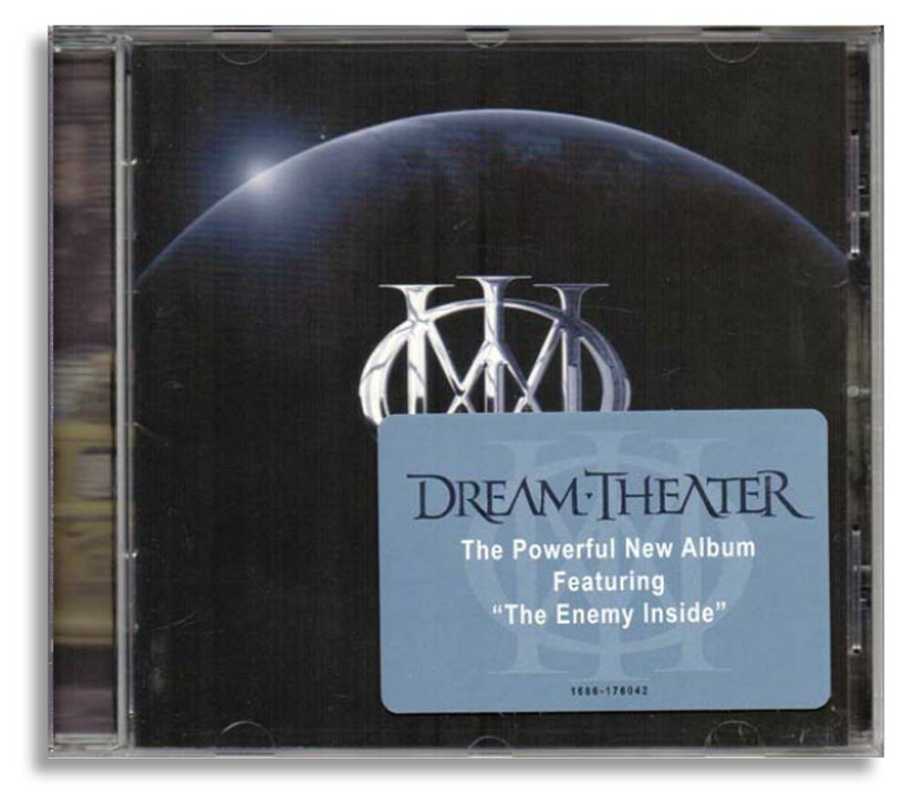 DREAM·THEATER
The Powerful New Album
Featuring
“The Enemy Inside”
1686-176042